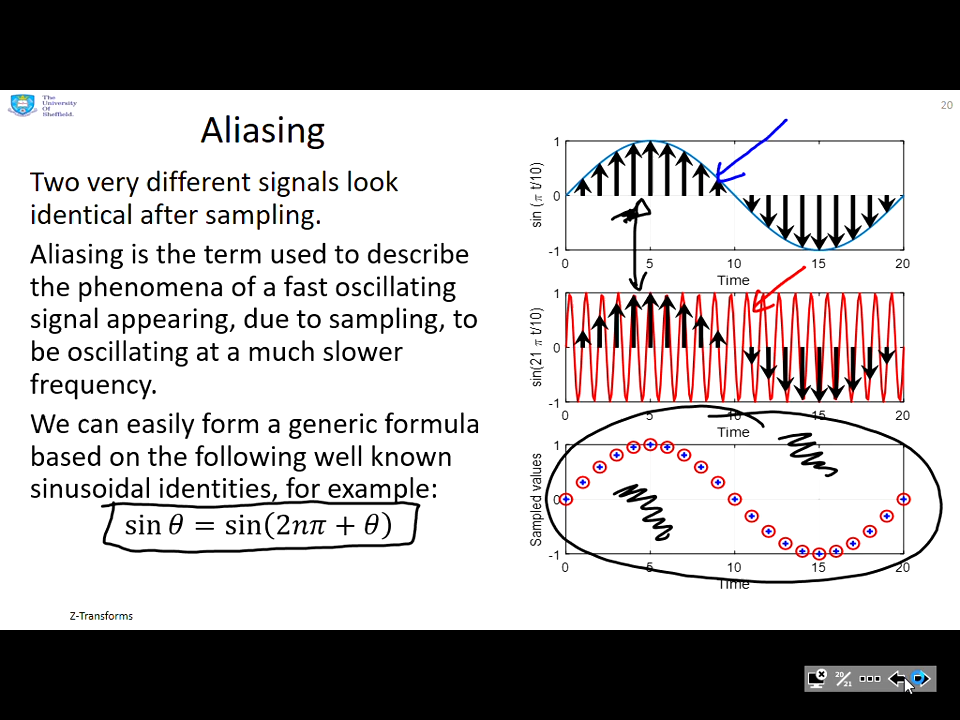 The
University
Of
Sheffield.
20
Aliasing
Two very different signals look
identical after sampling.
Aliasing is the term used to describe
the phenomena of a fast oscillating
signal appearing, due to sampling, to
be oscillating at a much slower
frequency.
We can easily form a generic formula
based on the following well known
sinusoidal identities, for example:
sin θ = sin(2nπ + θ)
Z-Transforms
sin (π t/10)
1
0
-1
0 5 10 15 20
Time
sin(21 π t/10)
1
0
-1
0 5 10 15 20
Time
Sampled values
1
0
-1
0 5 10 15 20
Time
20/21